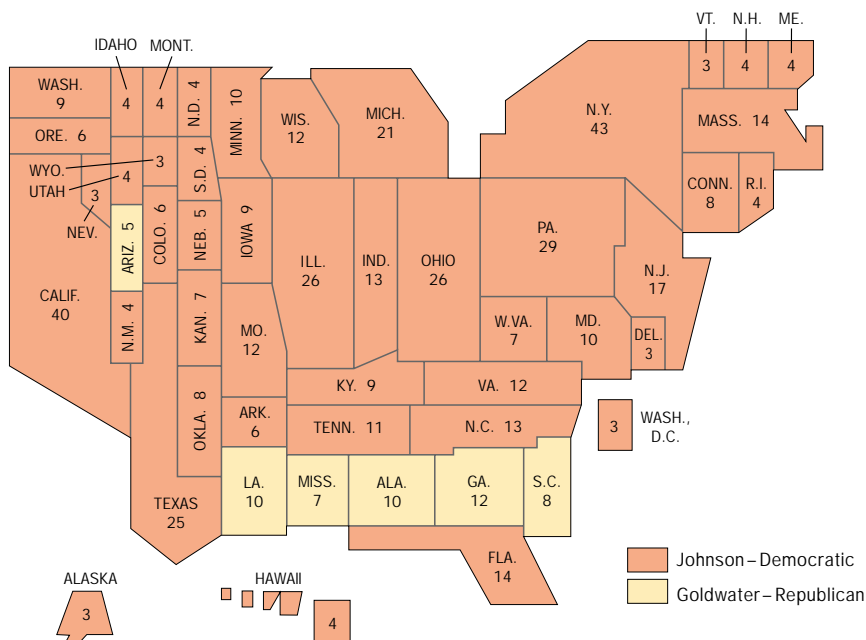 VT. N.H. ME.
3 4 4
IDAHO MONT.
WASH.
9
4
4
N.D. 4
MINN. 10
WIS.
12
MICH.
21
N.Y.
43
MASS. 14
ORE. 6
WYO.
3
UTAH
4
S.D. 4
CONN.
8
R.I.
4
3
NEV.
ARIZ. 5
COLO. 6
NEB. 5
IOWA 9
ILL.
26
IND.
13
OHIO
26
PA.
29
N.J.
17
CALIF.
40
N.M. 4
KAN. 7
MO.
12
W.VA.
7
MD.
10
DEL.
3
KY. 9
VA. 12
OKLA. 8
ARK.
6
TENN. 11
N.C. 13
3
WASH.,
D.C.
TEXAS
25
LA.
10
MISS.
7
ALA.
10
GA.
12
S.C.
8
FLA.
14
ALASKA
3
HAWAII
4
Johnson–Democratic
Goldwater–Republican